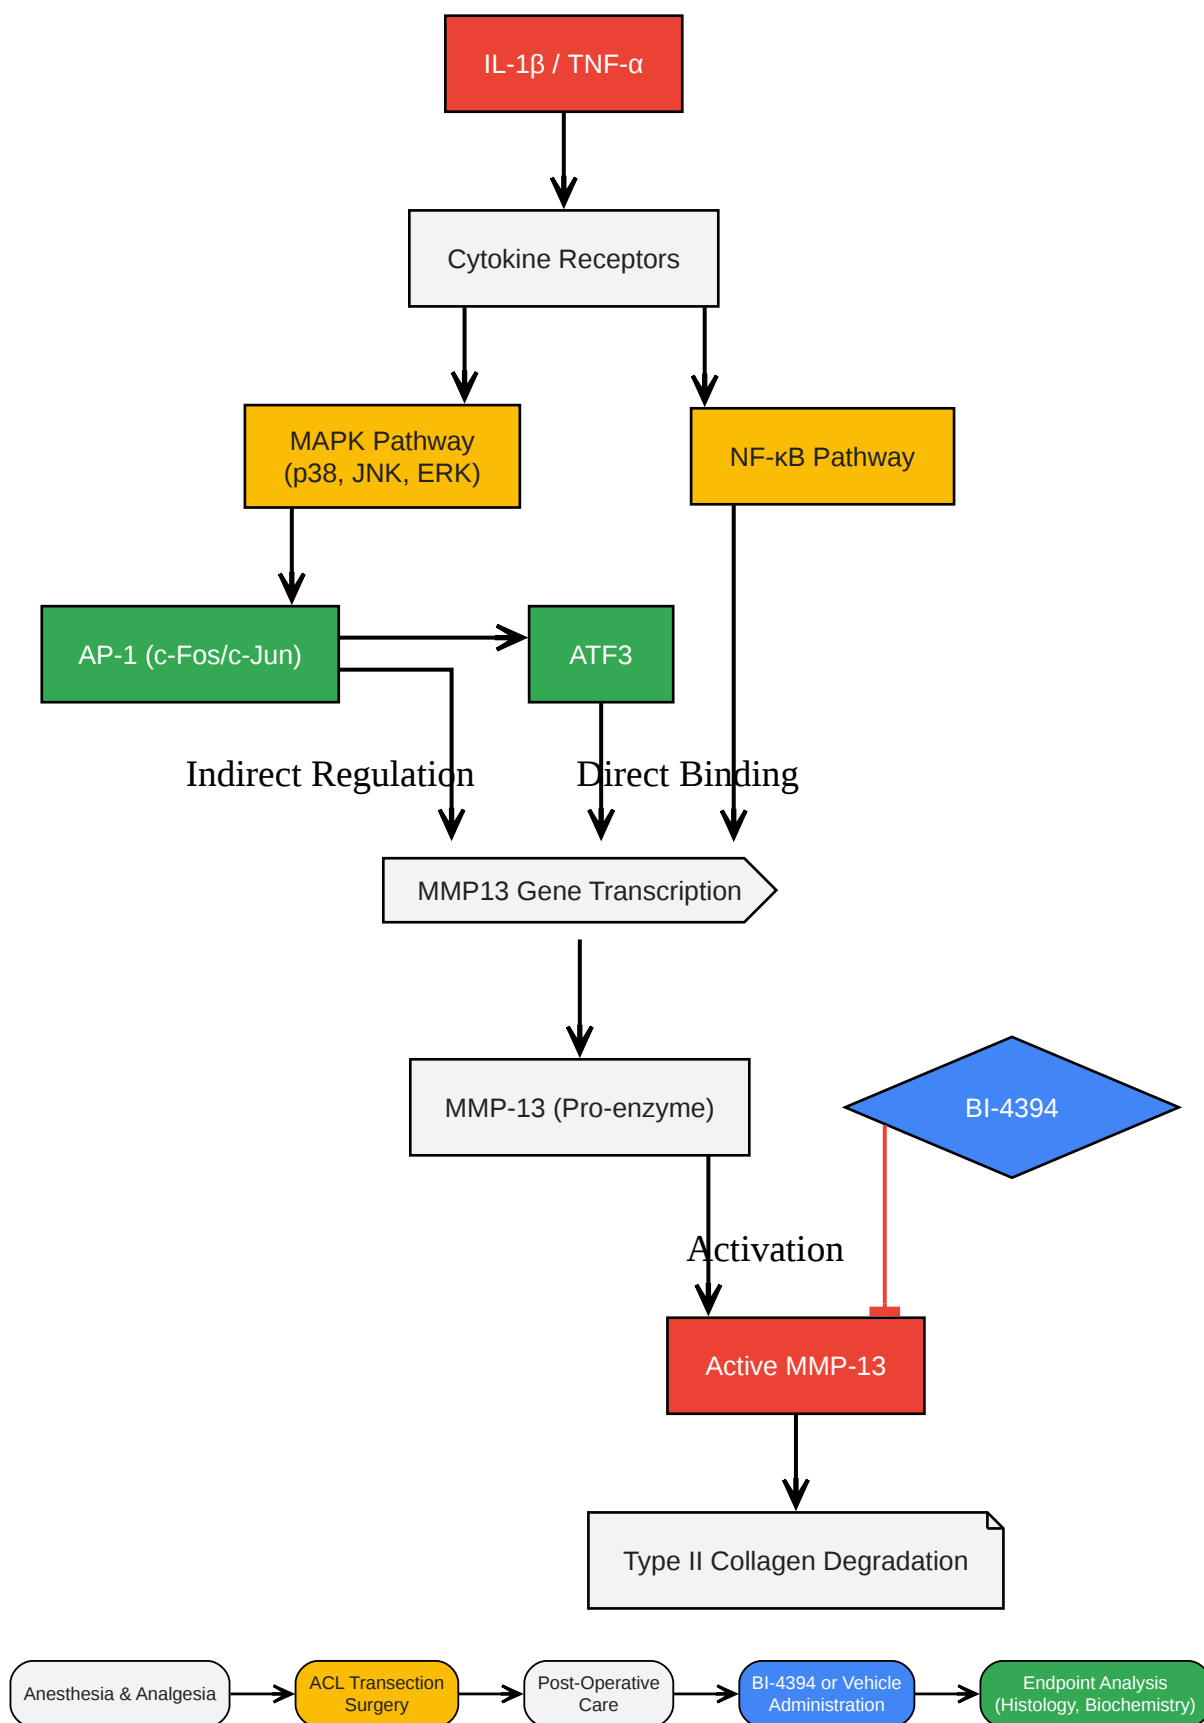 IL-1β / TNF-α
Cytokine Receptors
MAPK Pathway
(p38, JNK, ERK)
NF-κB Pathway
AP-1 (c-Fos/c-Jun)
ATF3
Indirect Regulation
Direct Binding
MMP13 Gene Transcription
MMP-13 (Pro-enzyme)
BI-4394
Activation
Active MMP-13
Type II Collagen Degradation
Anesthesia & Analgesia
ACL Transection
Surgery
Post-Operative
Care
BI-4394 or Vehicle
Administration
Endpoint Analysis
(Histology, Biochemistry)